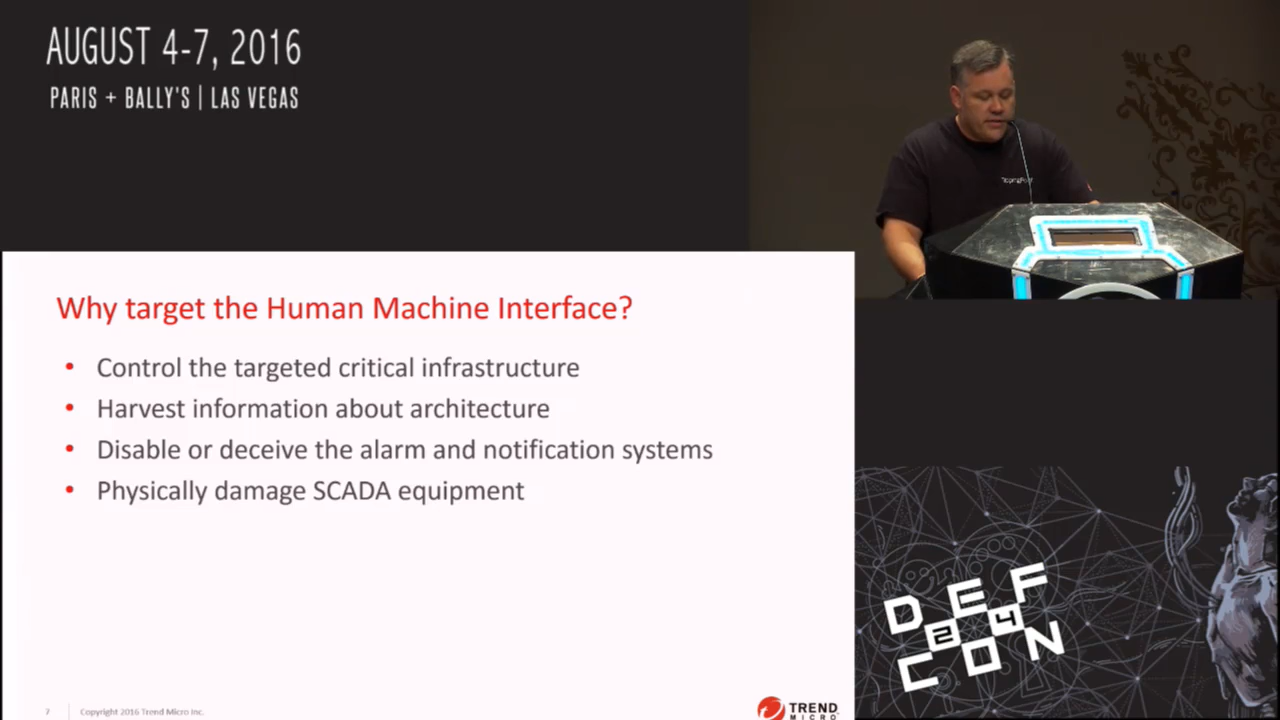 AUGUST 4-7, 2016
PARIS + BALLY'S | LAS VEGAS
TippingPoint
Why target the Human Machine Interface?
• Control the targeted critical infrastructure
• Harvest information about architecture
• Disable or deceive the alarm and notification systems
• Physically damage SCADA equipment
DEF
24
CON
7
Copyright 2016 Trend Micro Inc.
TREND
MICRO